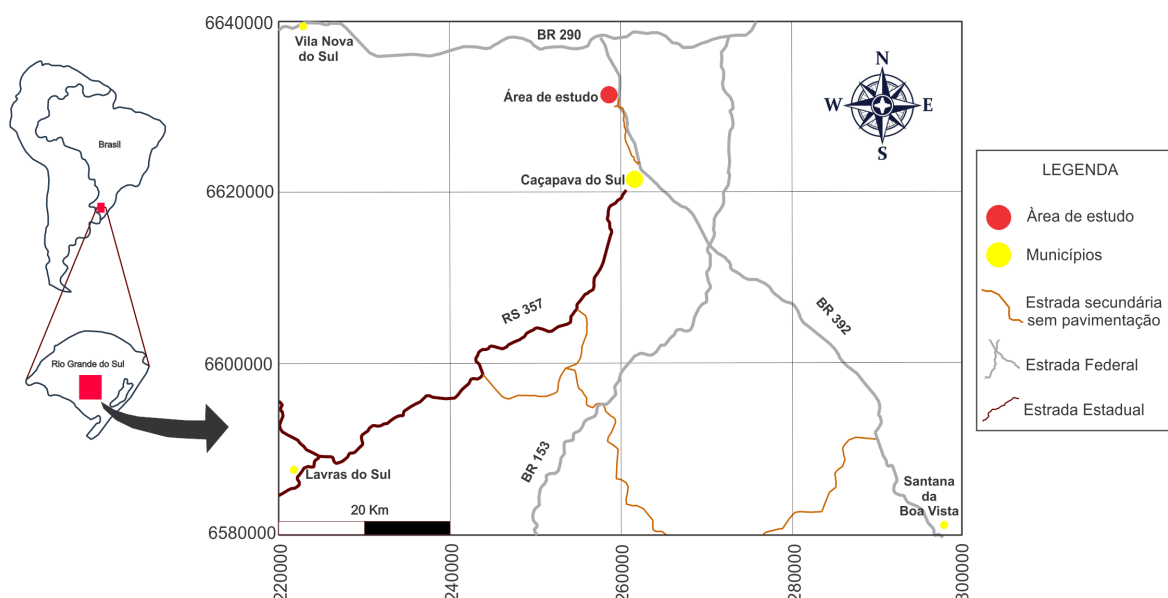 Brasil
Rio Grande do Sul
6640000
6620000
6600000
6580000
220000
240000
260000
280000
300000
Vila Nova
do Sul
BR 290
Área de estudo
Caçapava do Sul
RS 357
BR 392
BR 153
Lavras do Sul
Santana
da
Boa Vista
20 Km
N
W
E
S
LEGENDA
Àrea de estudo
Municípios
Estrada secundária
sem pavimentação
Estrada Federal
Estrada Estadual